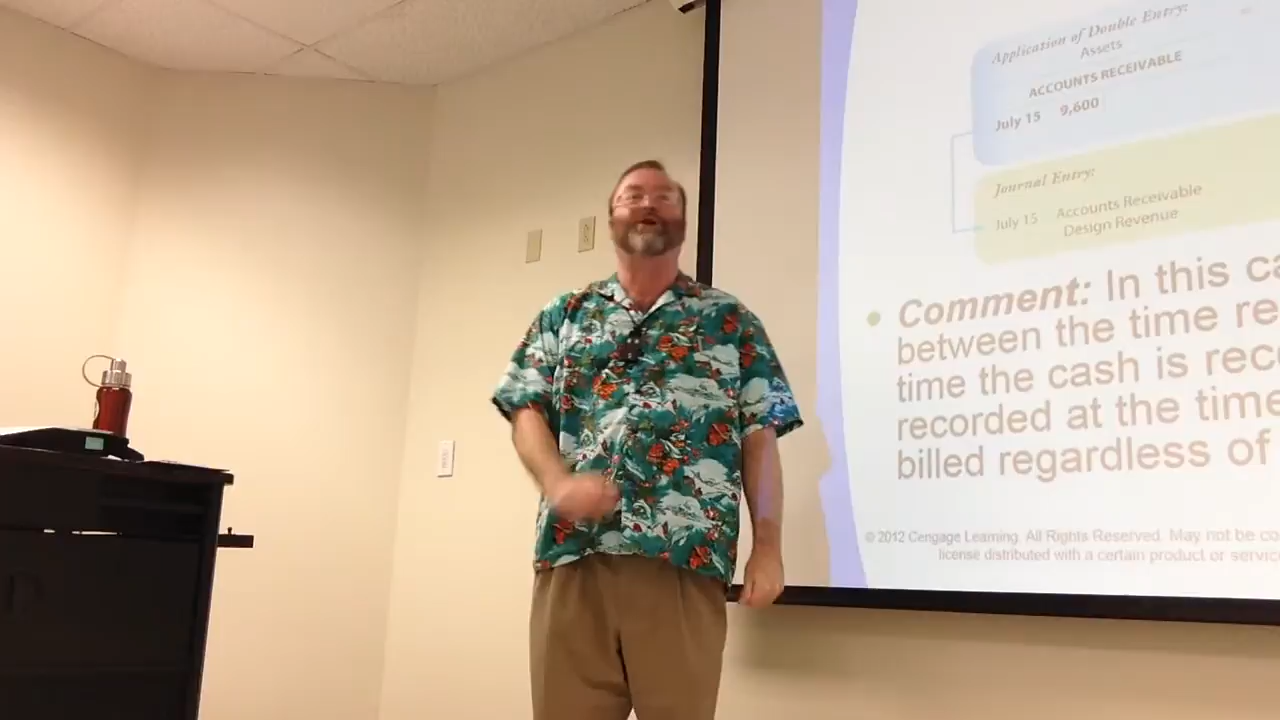 Application of Double Entry:
Assets
ACCOUNTS RECEIVABLE
July 15 9,600
Journal Entry:
July 15 Accounts Receivable
Design Revenue
• Comment: In this ca
between the time re
time the cash is rec
recorded at the time
billed regardless of
© 2012 Cengage Learning. All Rights Reserved. May not be co
license distributed with a certain product or servic